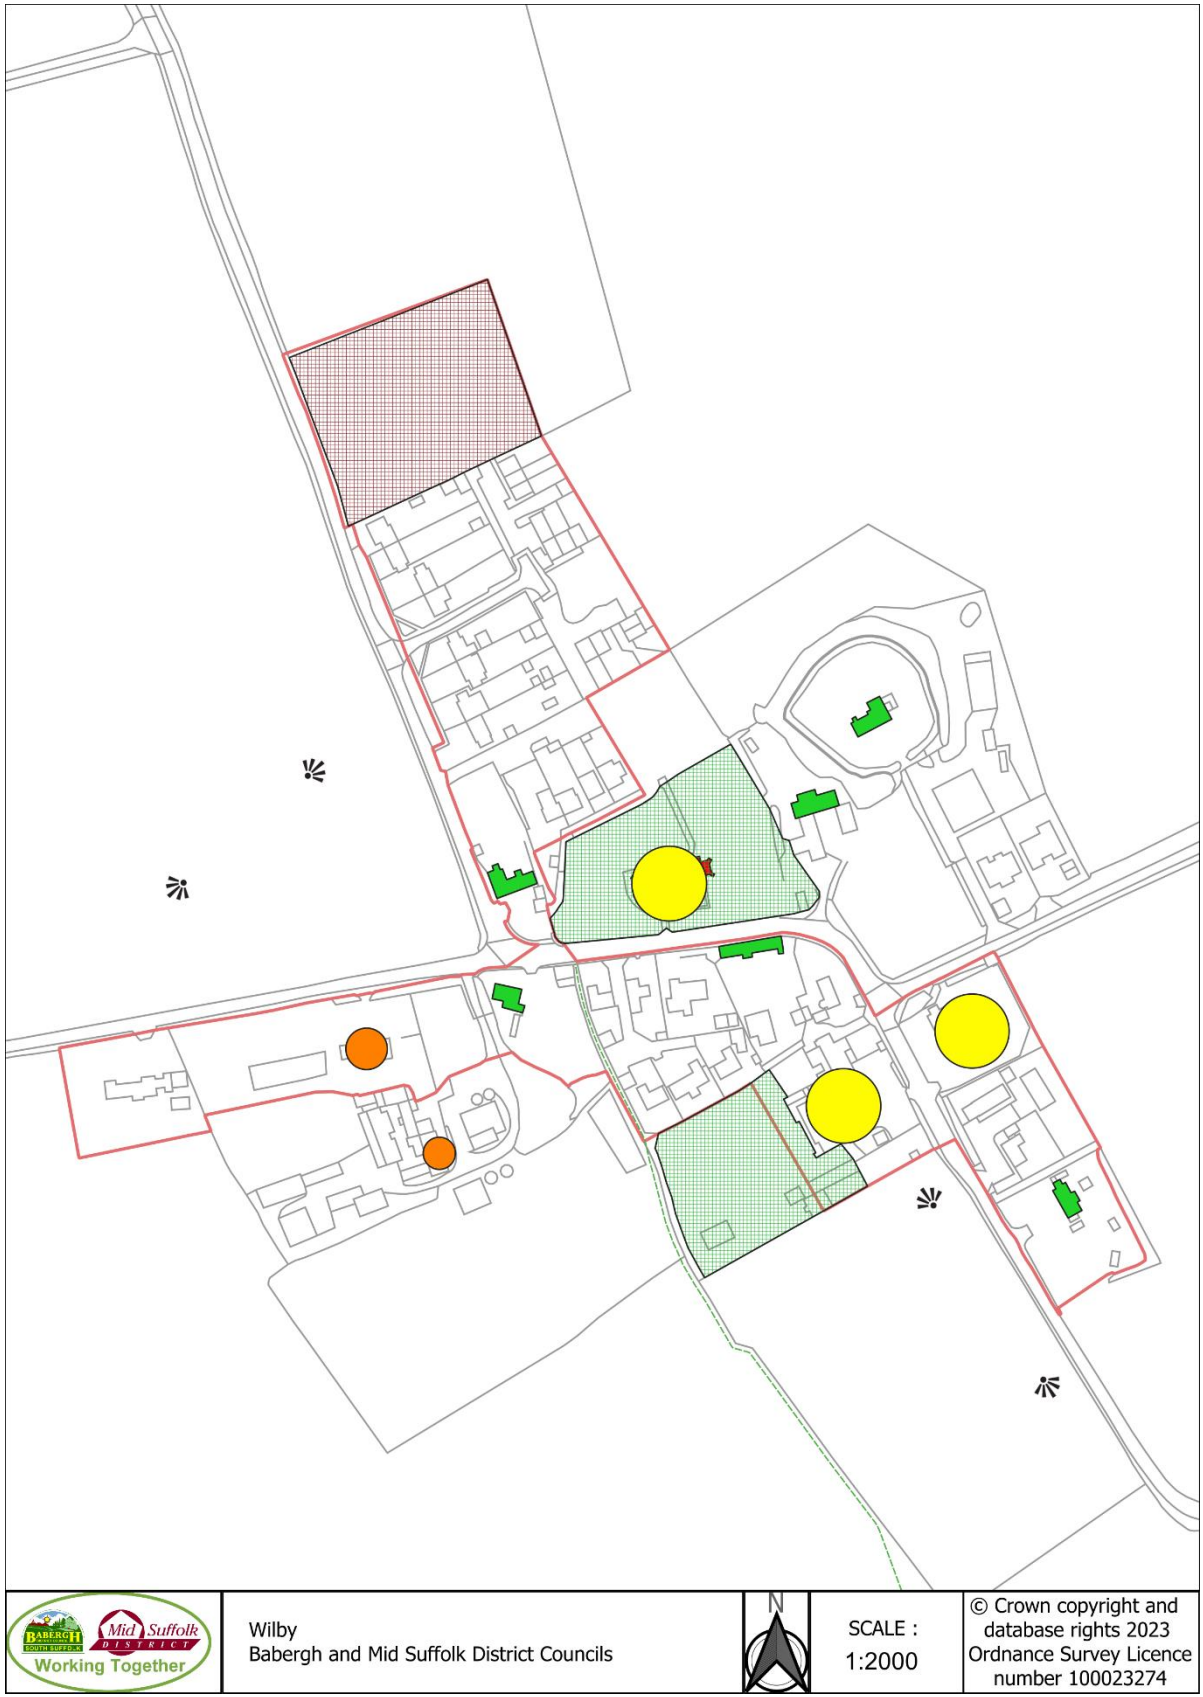 BABERGH
SOUTH SUFFOLK
Mid Suffolk
DISTRICT
Working Together
Wilby
Babergh and Mid Suffolk District Councils
N
SCALE :
1:2000
© Crown copyright and
database rights 2023
Ordnance Survey Licence
number 100023274